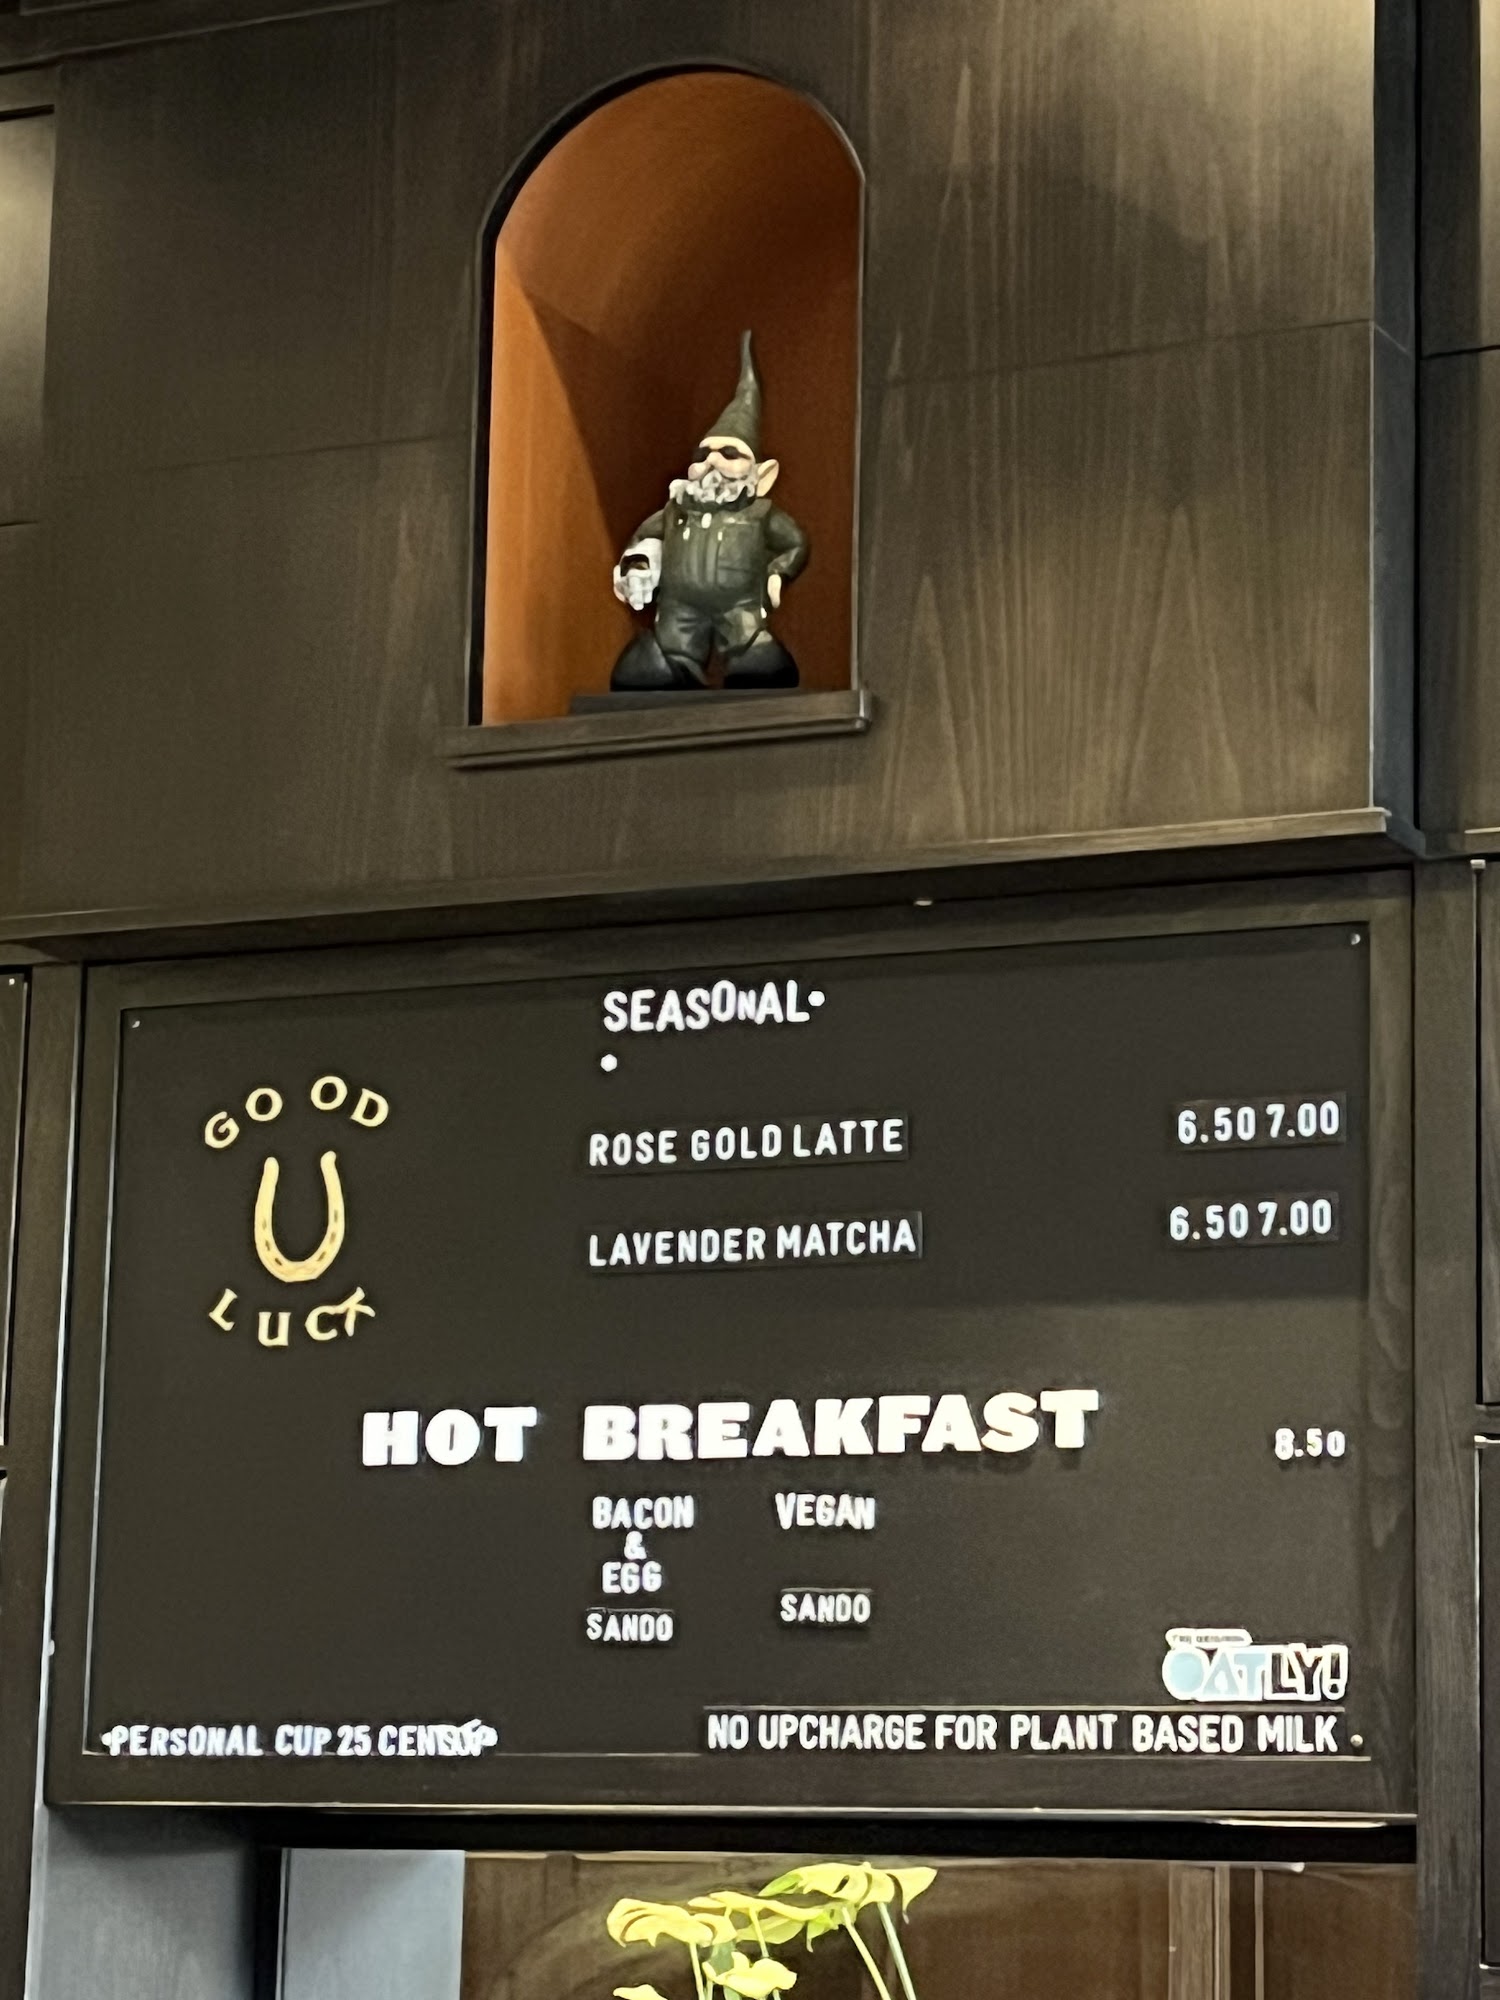 SEASONAL
GOOD
LUCK
ROSE GOLD LATTE 6.50 7.00
LAVENDER MATCHA 6.50 7.00
HOT BREAKFAST 8.50
BACON
&
EGG
SANDO
VEGAN
SANDO
OATLY!
PERSONAL CUP 25 CENTS
NO UPCHARGE FOR PLANT BASED MILK